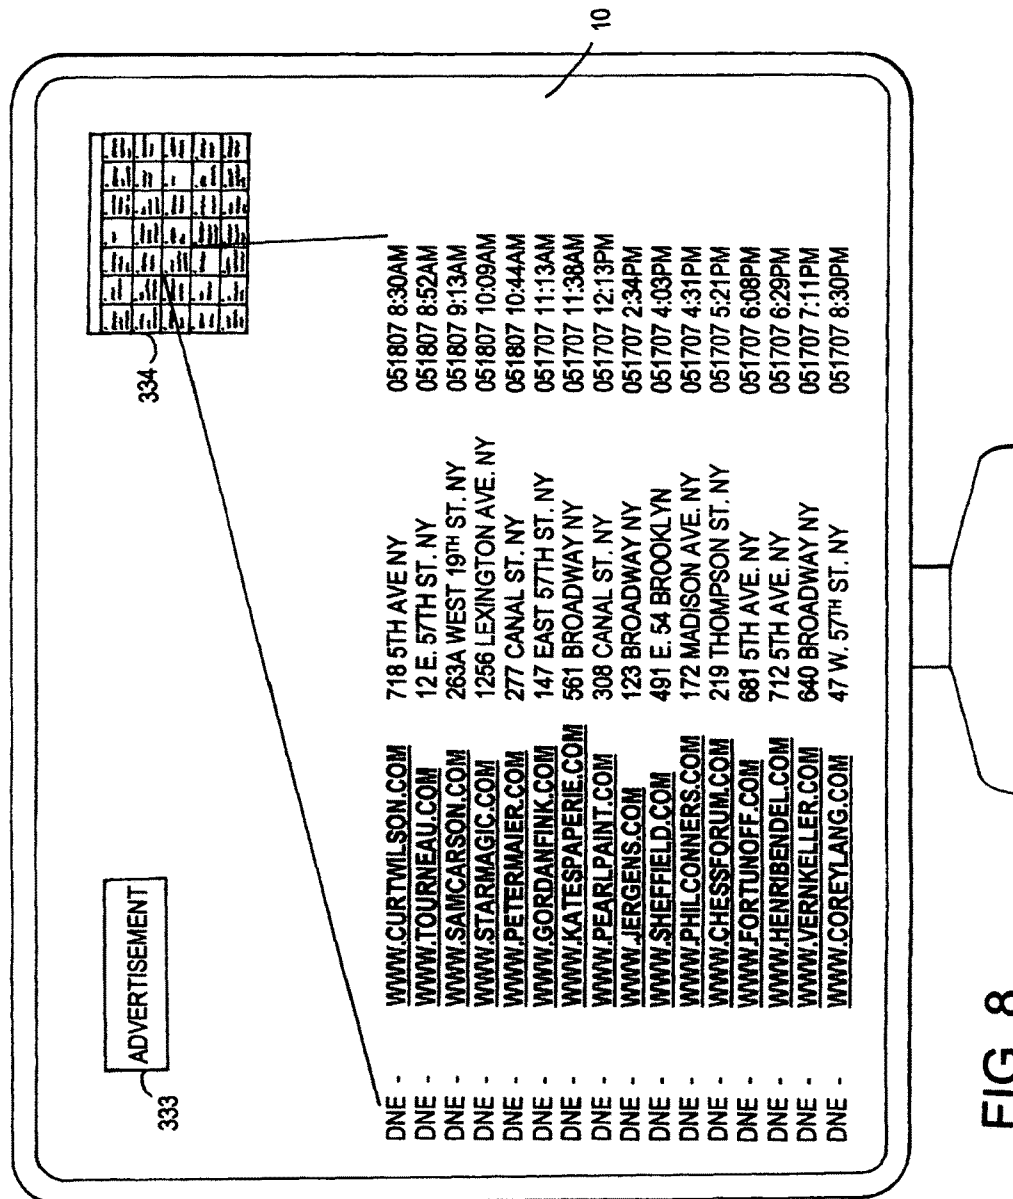 ADVERTISEMENT
333
334
10
DNE - WWW.CURTWILSON.COM 718 5TH AVE NY 051807 8:30AM
DNE - WWW.TOURNEAU.COM 12 E. 57TH ST. NY 051807 8:52AM
DNE - WWW.SAMCARSON.COM 263A WEST 19TH ST. NY 051807 9:13AM
DNE - WWW.STARMAGIC.COM 1256 LEXINGTON AVE. NY 051807 10:09AM
DNE - WWW.PETERMAIER.COM 277 CANAL ST. NY 051807 10:44AM
DNE - WWW.GORDANFINK.COM 147 EAST 57TH ST. NY 051707 11:13AM
DNE - WWW.KATESPAPERIE.COM 561 BROADWAY NY 051707 11:38AM
DNE - WWW.PEARLPAINT.COM 308 CANAL ST. NY 051707 12:13PM
DNE - WWW.JERGENS.COM 123 BROADWAY NY 051707 2:34PM
DNE - WWW.SHEFFIELD.COM 491 E. 54 BROOKLYN 051707 4:03PM
DNE - WWW.PHILCONNERS.COM 172 MADISON AVE. NY 051707 4:31PM
DNE - WWW.CHESSFORUM.COM 219 THOMPSON ST. NY 051707 5:21PM
DNE - WWW.FORTUNOFF.COM 681 5TH AVE. NY 051707 6:08PM
DNE - WWW.HENRIBENDEL.COM 712 5TH AVE. NY 051707 6:29PM
DNE - WWW.VERNKELLER.COM 640 BROADWAY NY 051707 7:11PM
DNE - WWW.COREYLANG.COM 47 W. 57TH ST. NY 051707 8:30PM
FIG. 8